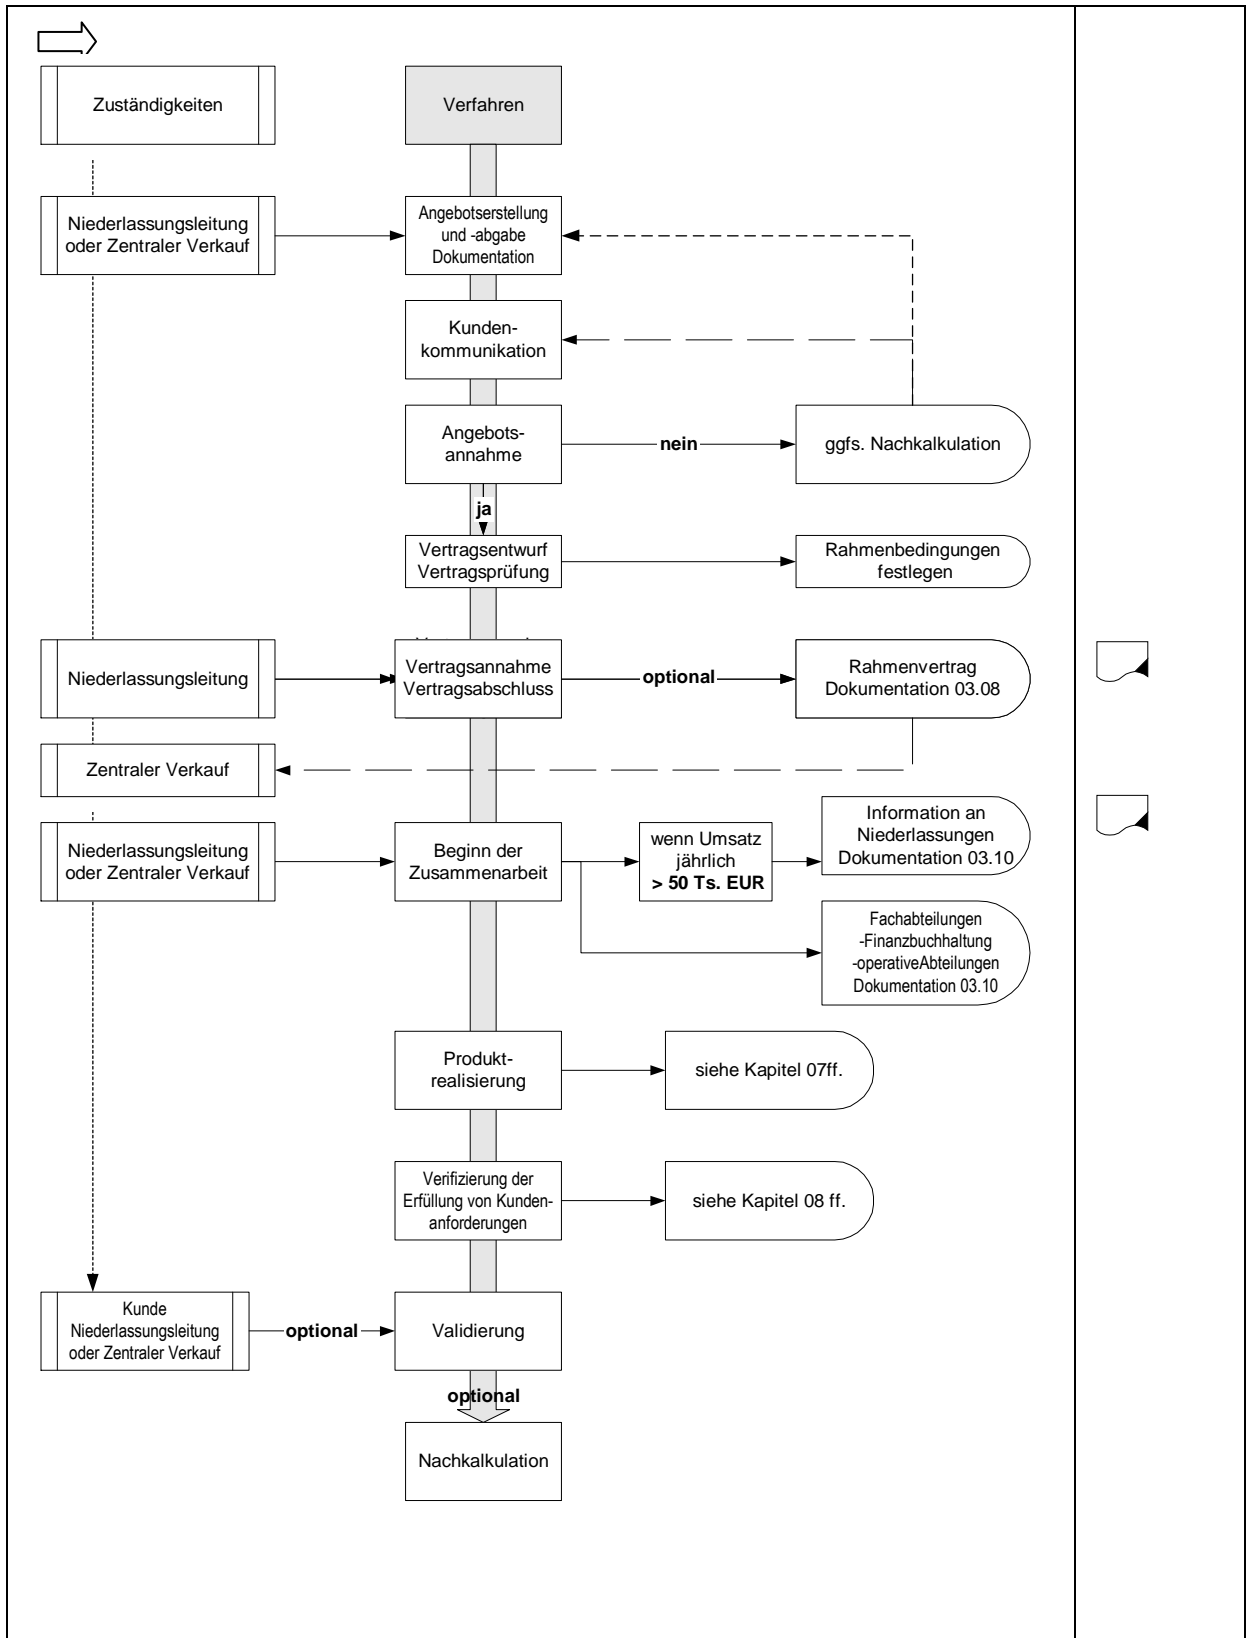 Zuständigkeiten
Verfahren
Niederlassungsleitung
oder Zentraler Verkauf
Angebotserstellung
und -abgabe
Dokumentation
Kunden-
kommunikation
Angebots-
annahme
nein
ggfs. Nachkalkulation
ja
Vertragsentwurf
Vertragsprüfung
Rahmenbedingungen
festlegen
Niederlassungsleitung
Vertragsannahme
Vertragsabschluss
optional
Rahmenvertrag
Dokumentation 03.08
Zentraler Verkauf
Niederlassungsleitung
oder Zentraler Verkauf
Beginn der
Zusammenarbeit
wenn Umsatz
jährlich
> 50 Ts. EUR
Information an
Niederlassungen
Dokumentation 03.10
Fachabteilungen
-Finanzbuchhaltung
-operativeAbteilungen
Dokumentation 03.10
Produkt-
realisierung
siehe Kapitel 07ff.
Verifizierung der
Erfüllung von Kunden-
anforderungen
siehe Kapitel 08 ff.
Kunde
Niederlassungsleitung
oder Zentraler Verkauf
optional
Validierung
optional
Nachkalkulation